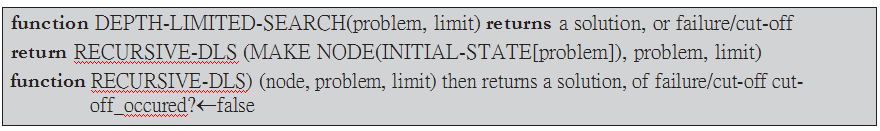 function DEPTH-LIMITED-SEARCH(problem, limit) returns a solution, or failure/cut-off
return RECURSIVE-DLS (MAKE NODE(INITIAL-STATE[problem]), problem, limit)
function RECURSIVE-DLS) (node, problem, limit) then returns a solution, of failure/cut-off cut-
off_occured?←false